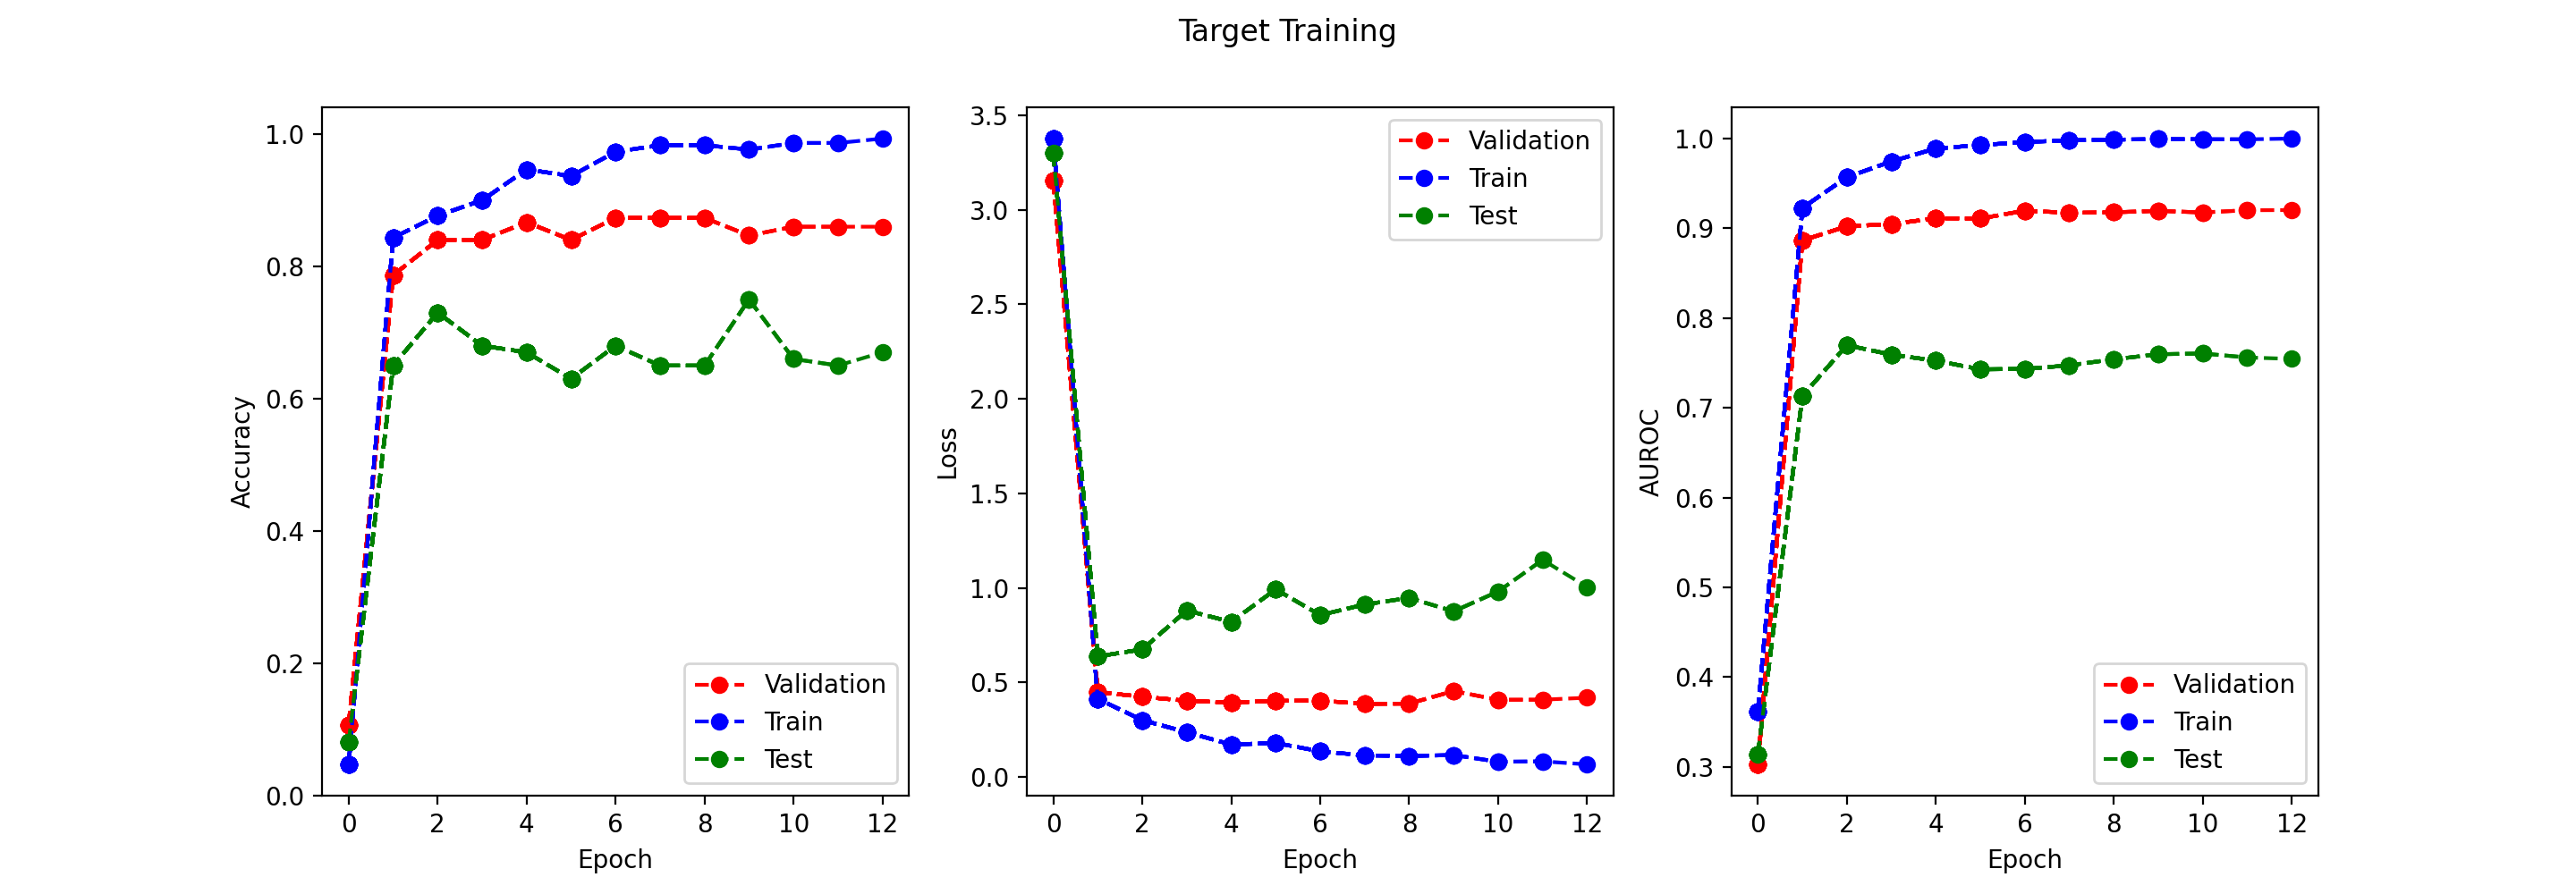 Target Training
Accuracy
1.0
0.8
0.6
0.4
0.2
0.0
0 2 4 6 8 10 12
Epoch
Validation
Train
Test
Loss
3.5
3.0
2.5
2.0
1.5
1.0
0.5
0.0
0 2 4 6 8 10 12
Epoch
Validation
Train
Test
AUROC
1.0
0.9
0.8
0.7
0.6
0.5
0.4
0.3
0 2 4 6 8 10 12
Epoch
Validation
Train
Test